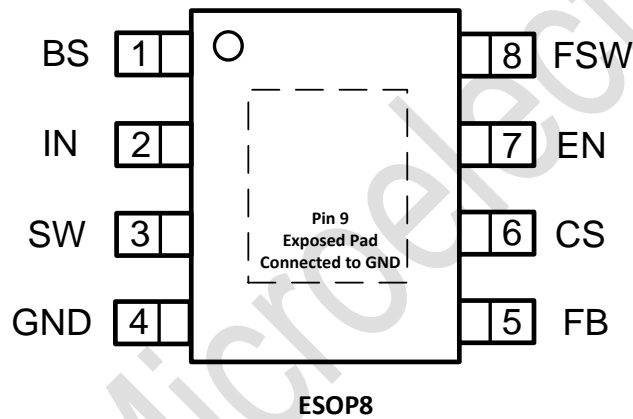 BS 1 8 FSW
IN 2 7 EN
SW 3 6 CS
GND 4 5 FB
Pin 9
Exposed Pad
Connected to GND
ESOP8
Microelect